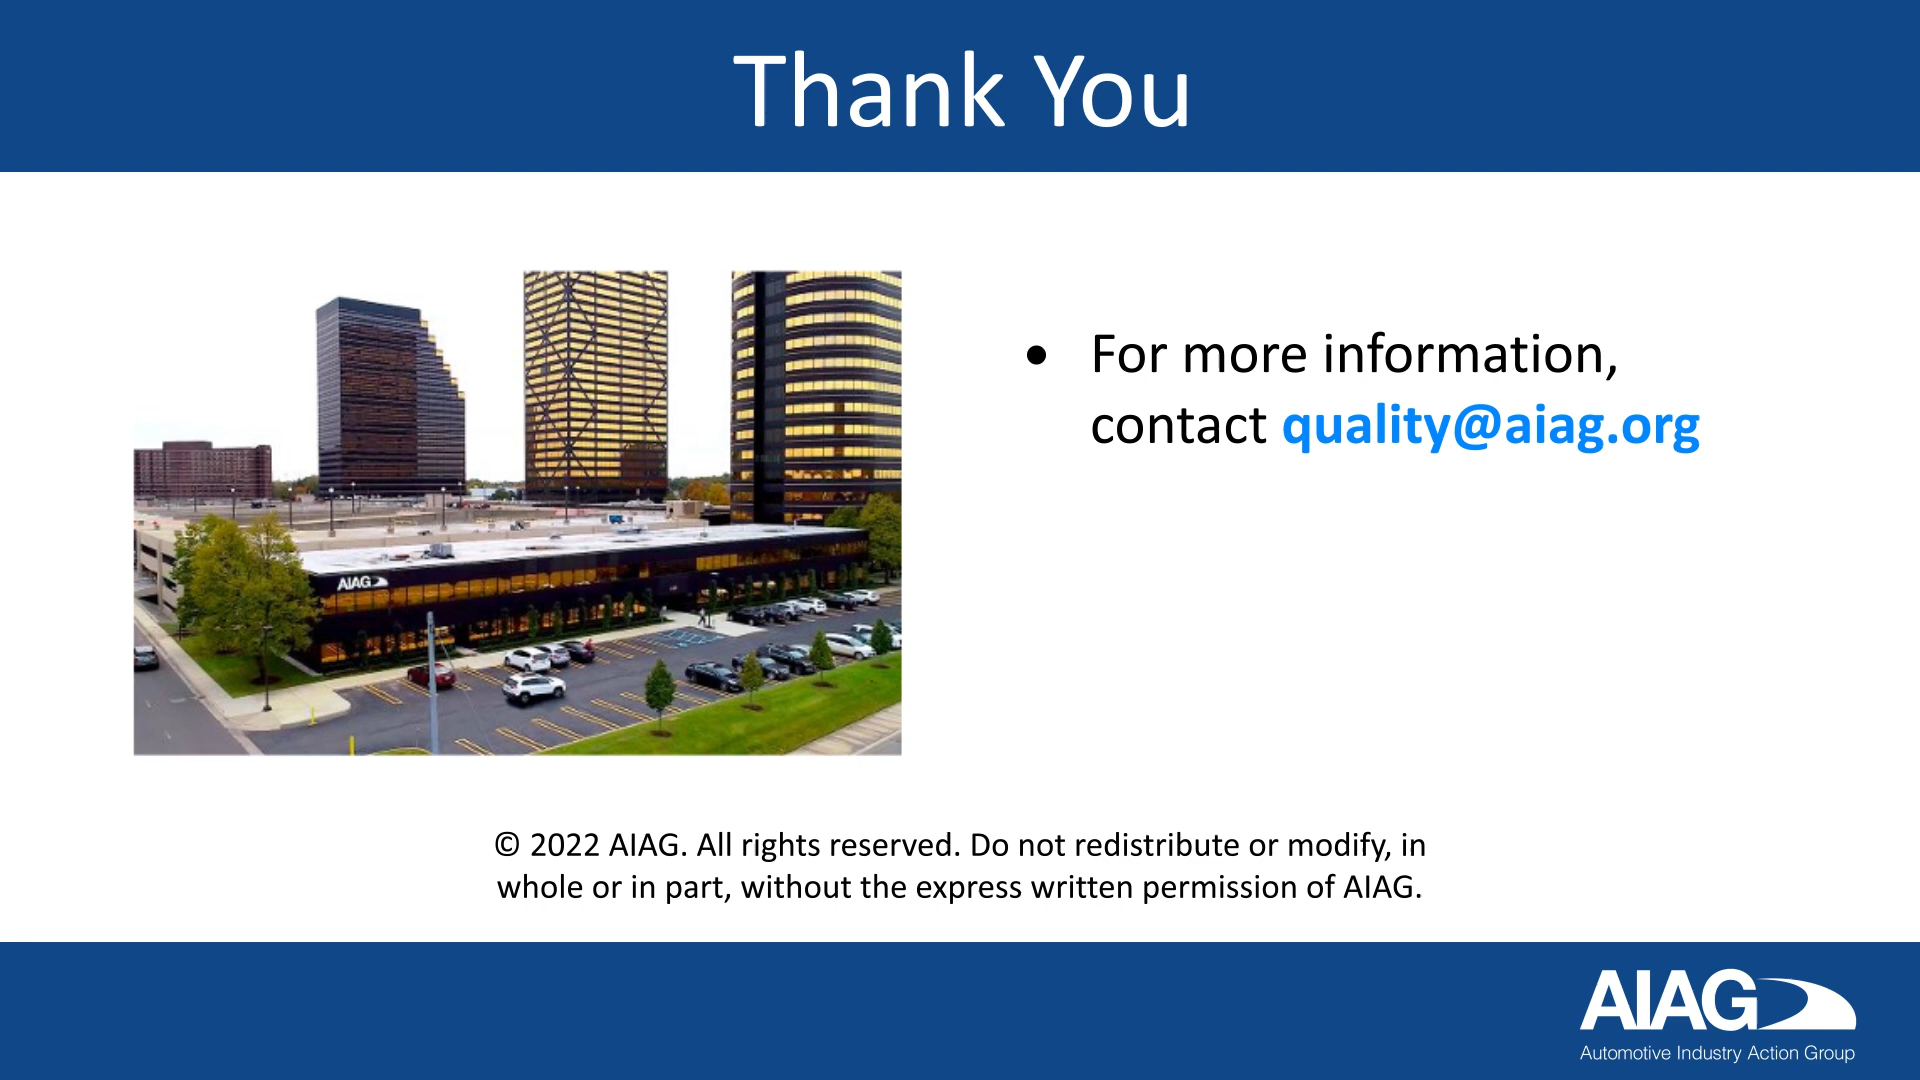 Thank You
AIAG
• For more information,
contact quality@aiag.org
© 2022 AIAG. All rights reserved. Do not redistribute or modify, in
whole or in part, without the express written permission of AIAG.
AIAG
Automotive Industry Action Group